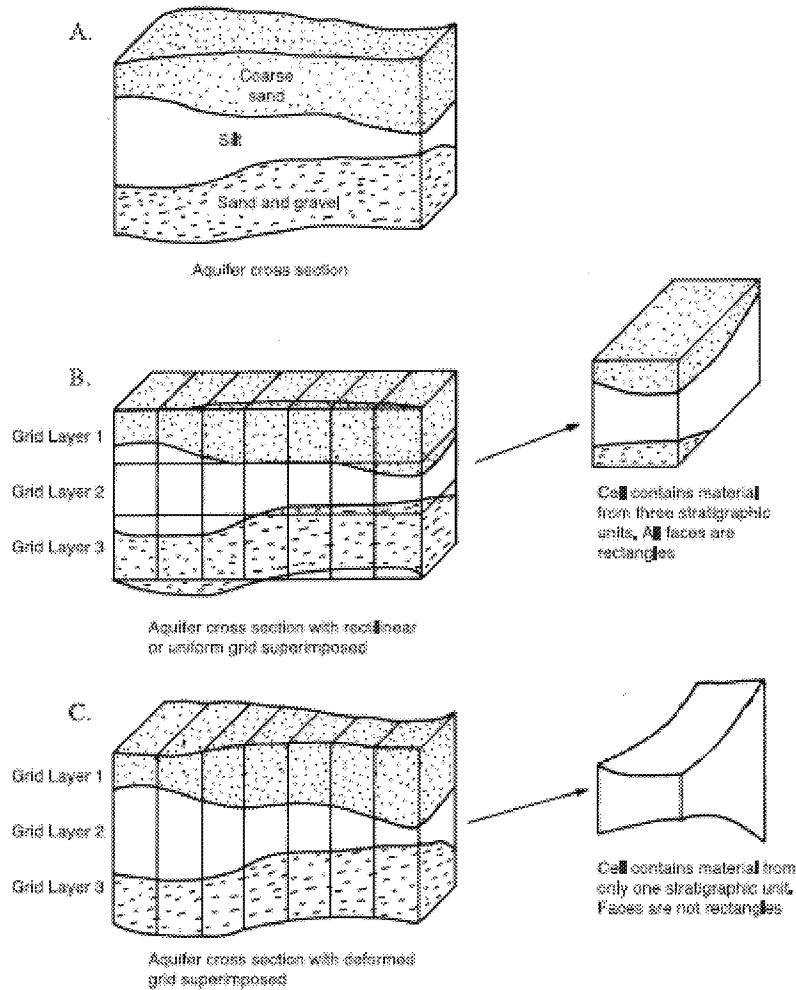 A.
Coarse
sand
Silt
Sand and gravel
Aquifer cross section
B.
Grid Layer 1
Grid Layer 2
Grid Layer 3
Cell contains material
from three stratigraphic
units. All faces are
rectangles
Aquifer cross section with rectilinear
or uniform grid superimposed
C.
Grid Layer 1
Grid Layer 2
Grid Layer 3
Cell contains material from
only one stratigraphic unit.
Faces are not rectangles
Aquifer cross section with deformed
grid superimposed